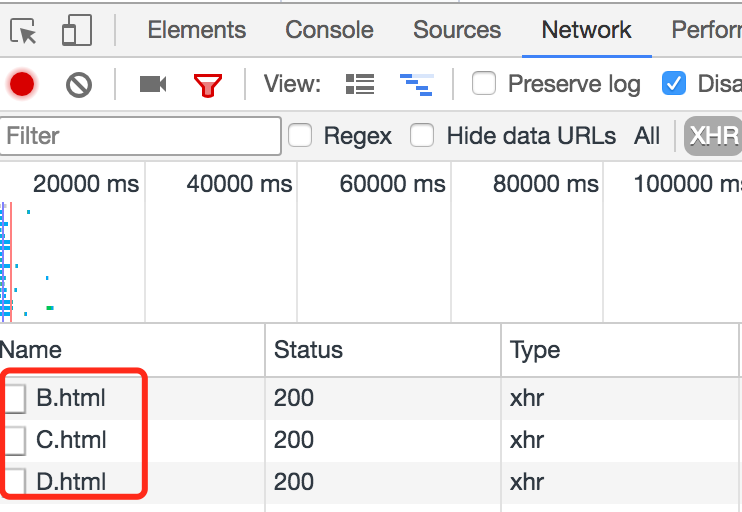 Elements Console Sources Network Perforr
View: Preserve log Disa
Filter Regex Hide data URLs All XHR
20000 ms 40000 ms 60000 ms 80000 ms 100000 ms
Name Status Type
B.html 200 xhr
C.html 200 xhr
D.html 200 xhr